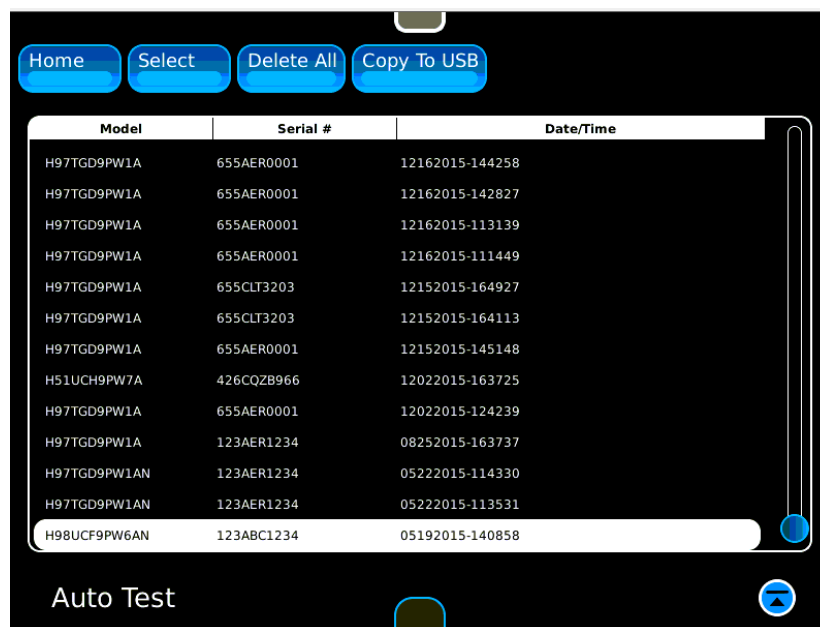 Home Select Delete All Copy To USB
Model Serial # Date/Time
H97TGD9PW1A 655AER0001 12162015-144258
H97TGD9PW1A 655AER0001 12162015-142827
H97TGD9PW1A 655AER0001 12162015-113139
H97TGD9PW1A 655AER0001 12162015-111449
H97TGD9PW1A 655CLT3203 12152015-164927
H97TGD9PW1A 655CLT3203 12152015-164113
H97TGD9PW1A 655AER0001 12152015-145148
H51UCH9PW7A 426CQZB966 12022015-163725
H97TGD9PW1A 655AER0001 12022015-124239
H97TGD9PW1A 123AER1234 08252015-163737
H97TGD9PW1AN 123AER1234 05222015-114330
H97TGD9PW1AN 123AER1234 05222015-113531
H98UCF9PW6AN 123ABC1234 05192015-140858
Auto Test